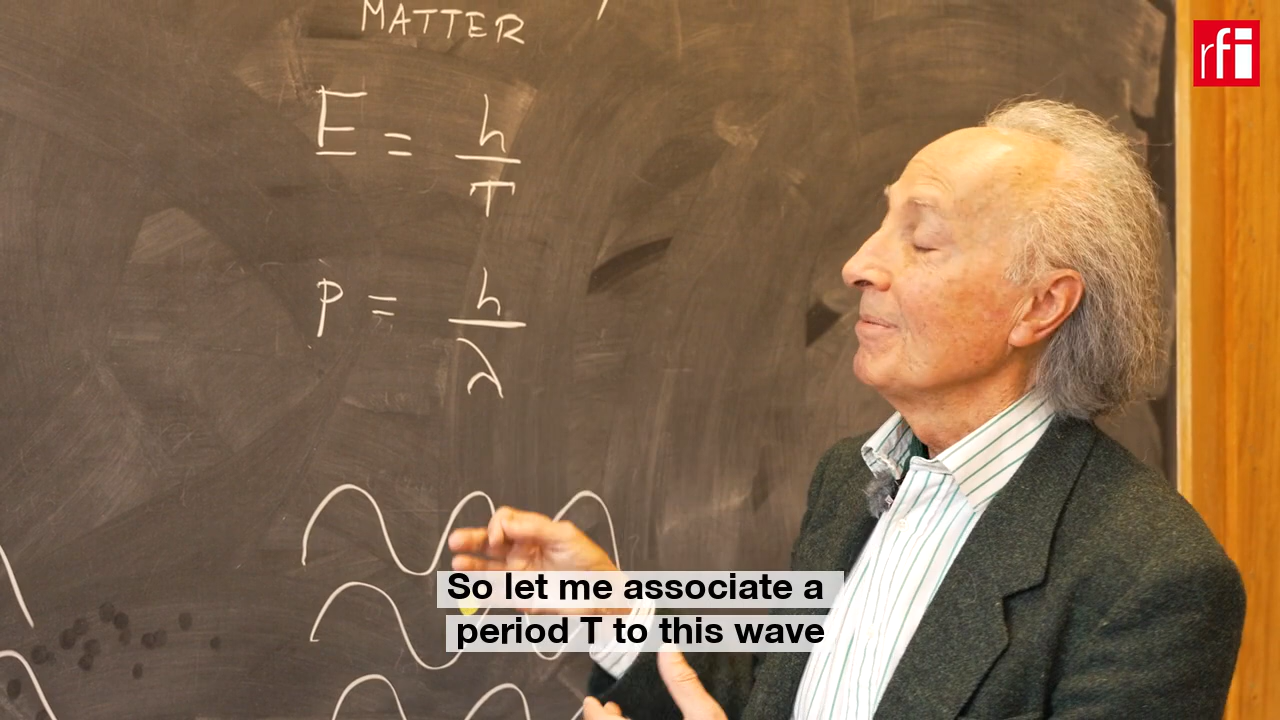 MATTER
rfi
E = h/T
p = h/λ
So let me associate a
period T to this wave